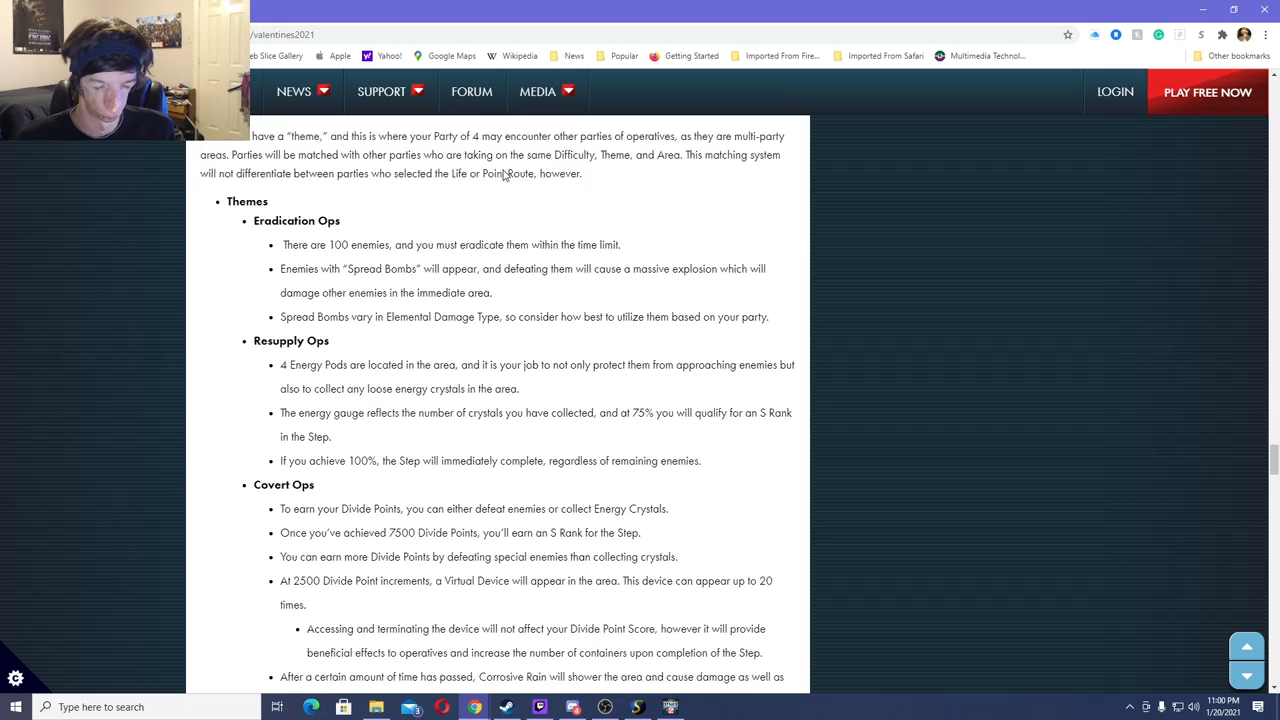 /valentines2021
eb Slice Gallery Apple Yahoo! Google Maps Wikipedia News Popular Getting Started Imported From Fire... Imported From Safari Multimedia Technol... Other bookmarks
NEWS SUPPORT FORUM MEDIA LOGIN PLAY FREE NOW
have a “theme,” and this is where your Party of 4 may encounter other parties of operatives, as they are multi-party
areas. Parties will be matched with other parties who are taking on the same Difficulty, Theme, and Area. This matching system
will not differentiate between parties who selected the Life or Point Route, however.
Themes
Eradication Ops
There are 100 enemies, and you must eradicate them within the time limit.
Enemies with “Spread Bombs” will appear, and defeating them will cause a massive explosion which will
damage other enemies in the immediate area.
Spread Bombs vary in Elemental Damage Type, so consider how best to utilize them based on your party.
Resupply Ops
4 Energy Pods are located in the area, and it is your job to not only protect them from approaching enemies but
also to collect any loose energy crystals in the area.
The energy gauge reflects the number of crystals you have collected, and at 75% you will qualify for an S Rank
in the Step.
If you achieve 100%, the Step will immediately complete, regardless of remaining enemies.
Covert Ops
To earn your Divide Points, you can either defeat enemies or collect Energy Crystals.
Once you’ve achieved 7500 Divide Points, you’ll earn an S Rank for the Step.
You can earn more Divide Points by defeating special enemies than collecting crystals.
At 2500 Divide Point increments, a Virtual Device will appear in the area. This device can appear up to 20
times.
Accessing and terminating the device will not affect your Divide Point Score, however it will provide
beneficial effects to operatives and increase the number of containers upon completion of the Step.
After a certain amount of time has passed, Corrosive Rain will shower the area and cause damage as well as
Type here to search
11:00 PM
1/20/2021